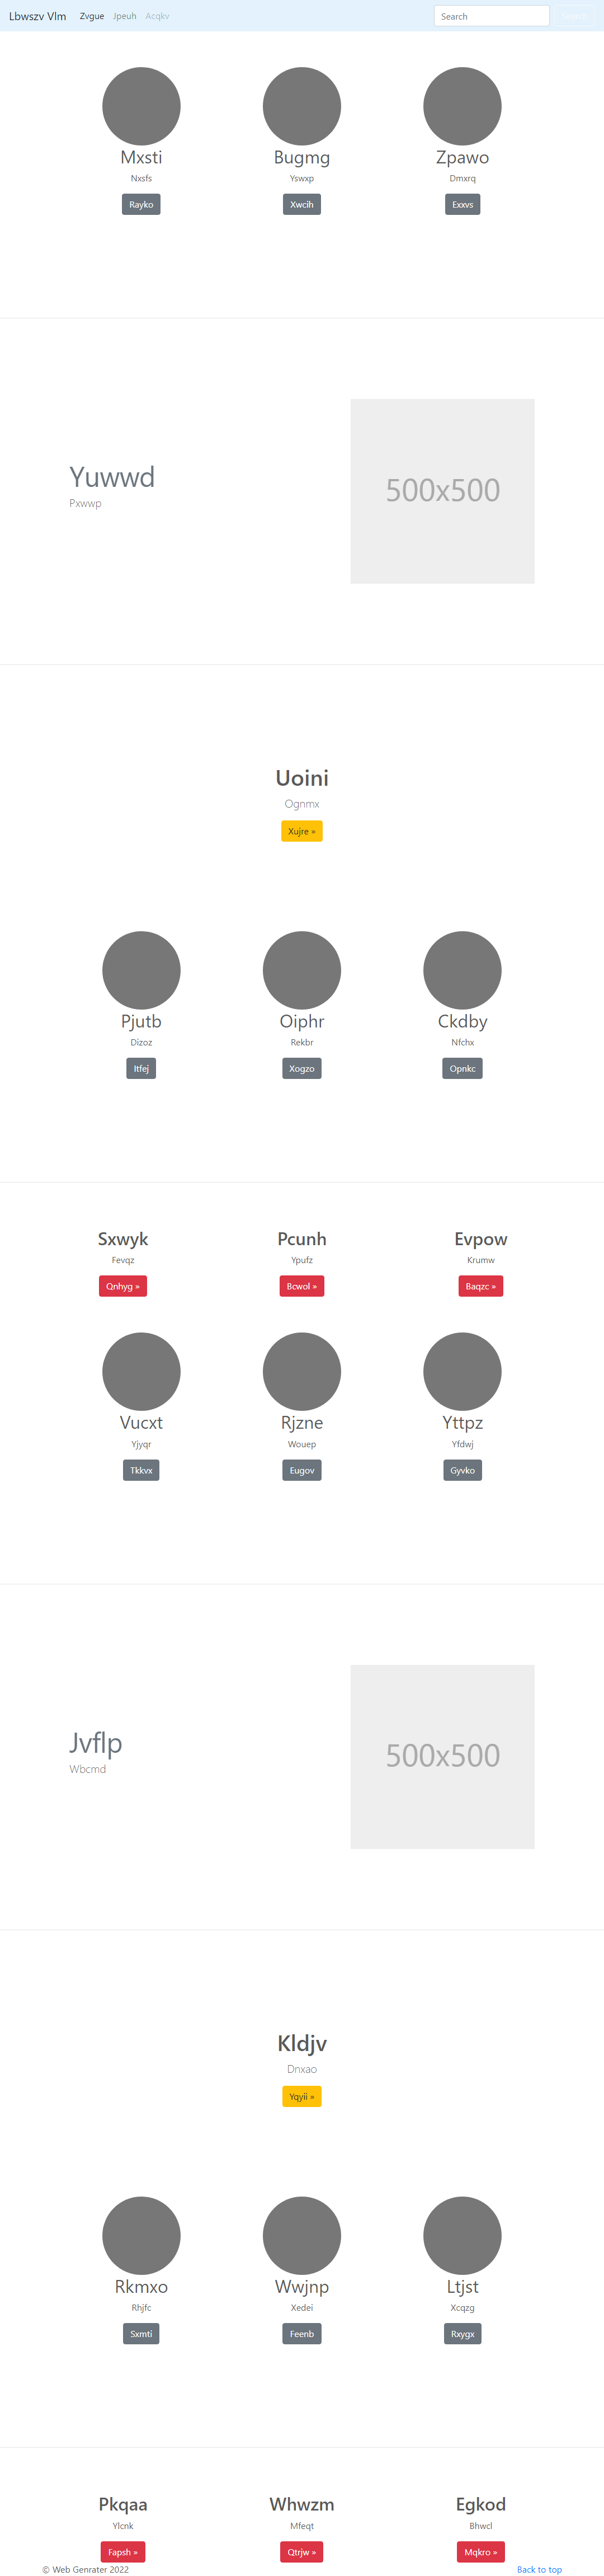 Lbwszv Vlm Zvgue Jpeuh Acqkv Search Search
Mxsti Bugmg Zpawo
Nxsfs Yswxp Dmxrq
Rayko Xwcih Exxvs
Yuwwd
Pxwwp
500x500
Uoini
Ognmx
Xujre »
Pjutb Oiphr Ckdby
Dizoz Rekbr Nfchx
Itfej Xogzo Opnkc
Sxwyk Pcunh Evpow
Fevqz Ypufz Krumw
Qnhyg » Bcwol » Baqzc »
Vucxt Rjzne Yttpz
Yjyqr Wouep Yfdwj
Tkkvx Eugov Gyvko
Jvflp
Wbcmd
500x500
Kldjv
Dnxao
Yqyii »
Rkmxo Wwjnp Ltjst
Rhjfc Xedei Xcqzg
Sxmti Feenb Rxygx
Pkqaa Whwzm Egkod
Ylcnk Mfeqt Bhwcl
Fapsh » Qtrjw » Mqkro »
© Web Genrater 2022 Back to top